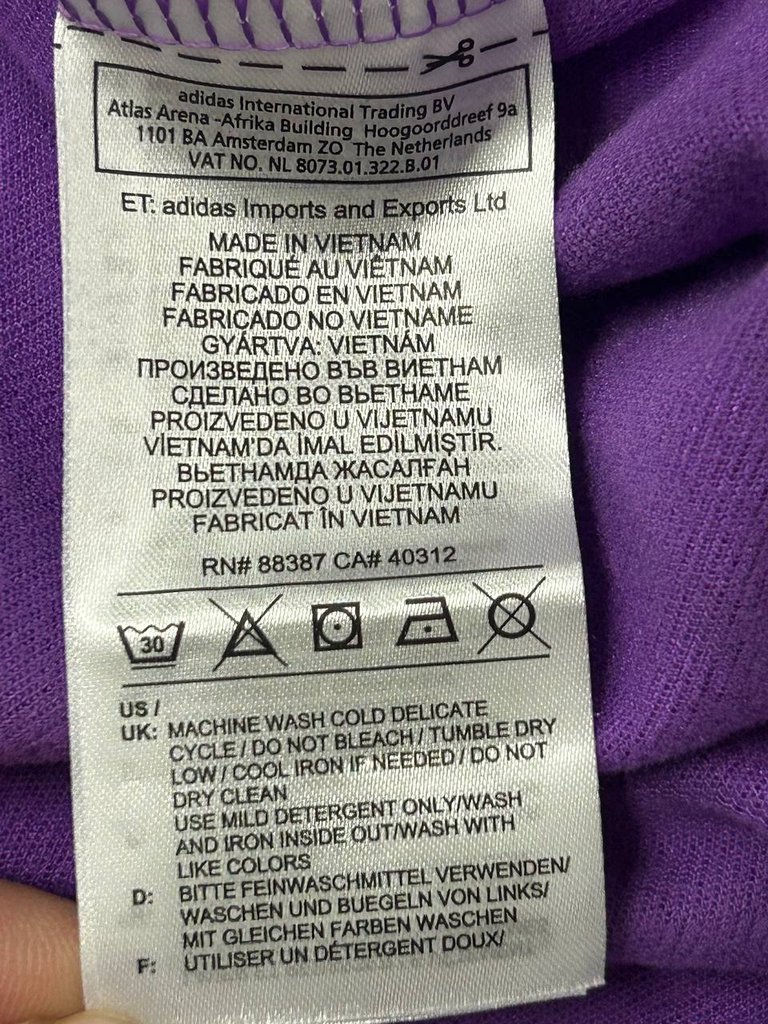 adidas International Trading BV
Atlas Arena -Afrika Building Hoogoorddreef 9a
1101 BA Amsterdam ZO The Netherlands
VAT NO. NL 8073.01.322.B.01
ET: adidas Imports and Exports Ltd
MADE IN VIETNAM
FABRIQUÉ AU VIÊTNAM
FABRICADO EN VIETNAM
FABRICADO NO VIETNAME
GYÁRTVA: VIETNÁM
ПРОИЗВЕДЕНО ВЪВ ВИЕТНАМ
СДЕЛАНО ВО ВЬЕТНАМЕ
PROIZVEDENO U VIJETNAMU
VİETNAM'DA İMAL EDİLMİŞTİR.
ВЬЕТНАМДА ЖАСАЛҒАН
PROIZVEDENO U VIJETNAMU
FABRICAT ÎN VIETNAM
RN# 88387 CA# 40312
30
US /
UK: MACHINE WASH COLD DELICATE
CYCLE / DO NOT BLEACH / TUMBLE DRY
LOW / COOL IRON IF NEEDED / DO NOT
DRY CLEAN
USE MILD DETERGENT ONLY/WASH
AND IRON INSIDE OUT/WASH WITH
LIKE COLORS
D: BITTE FEINWASCHMITTEL VERWENDEN/
WASCHEN UND BUEGELN VON LINKS/
MIT GLEICHEN FARBEN WASCHEN
F: UTILISER UN DÉTERGENT DOUX/